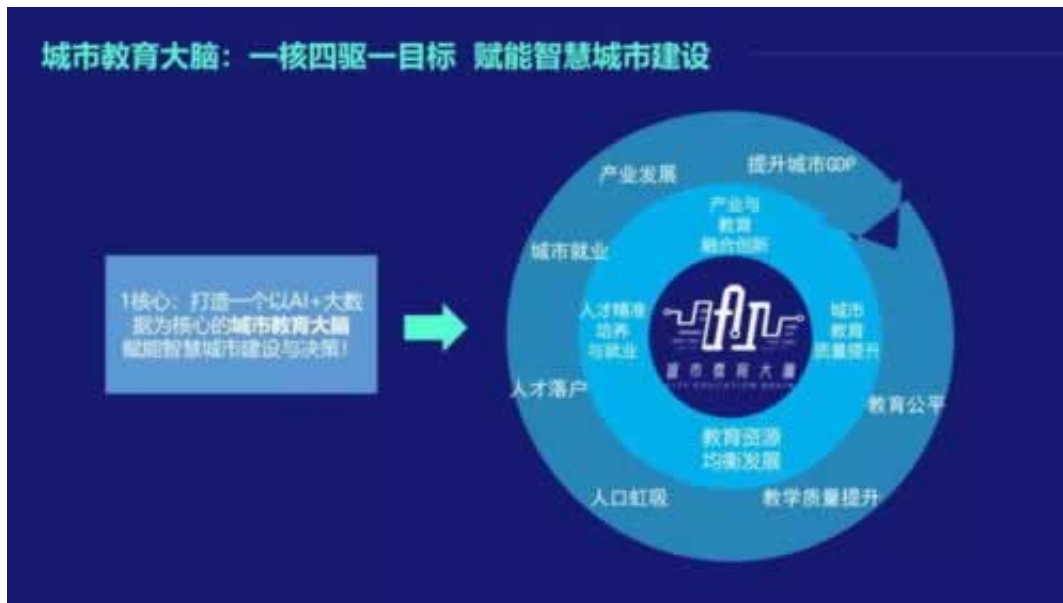 城市教育大脑：一核四驱一目标 赋能智慧城市建设
1核心：打造一个以AI+大数
据为核心的城市教育大脑
赋能智慧城市建设与决策！
产业发展
提升城市GDP
城市就业
人才落户
人口虹吸
教学质量提升
教育公平
产业与
教育
融合创新
人才精准
培养
与就业
城市
教育
质量提升
教育资源
均衡发展
城市教育大脑
CITY EDUCATION BRAIN